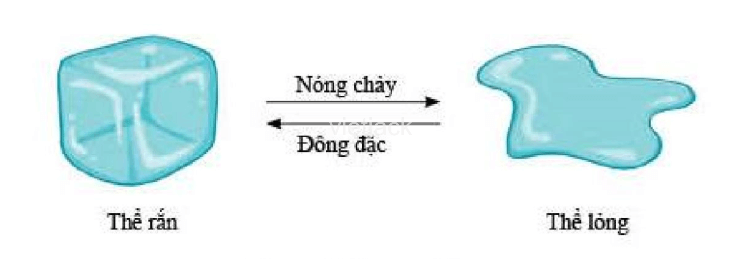 Nóng chảy
Đông đặc
Thể rắn
Thể lỏng